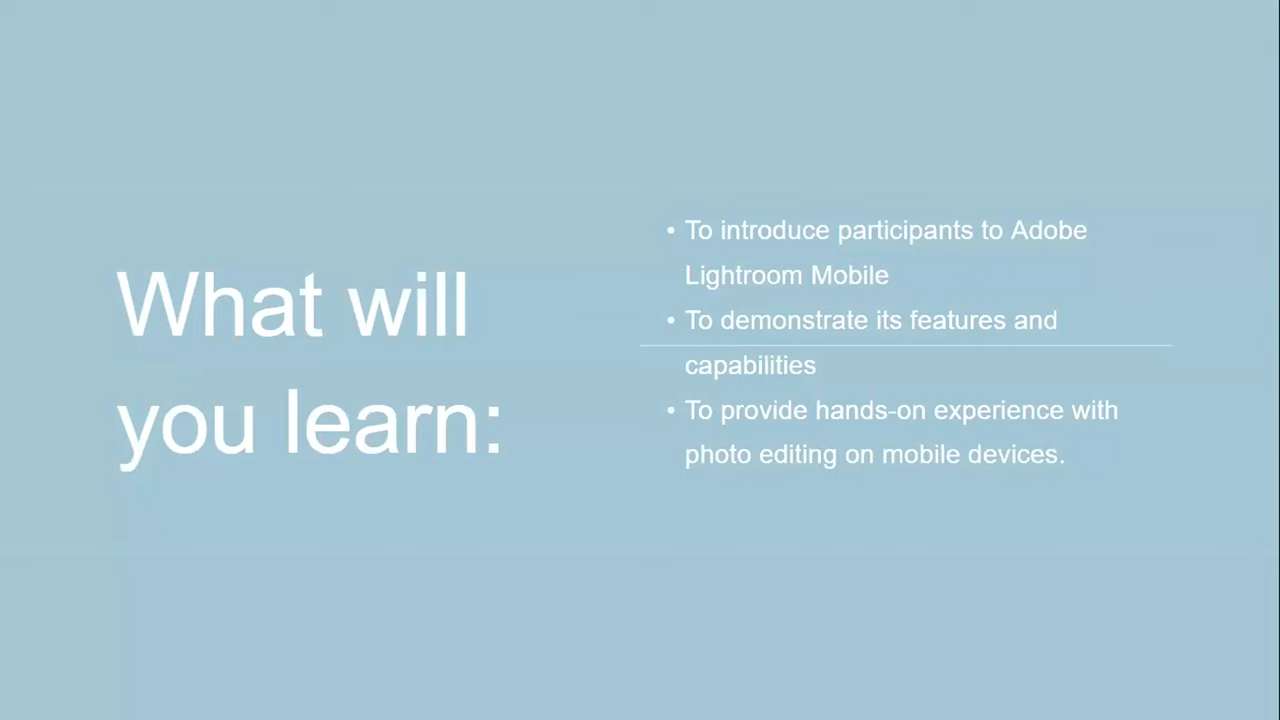 What will
you learn:
• To introduce participants to Adobe
Lightroom Mobile
• To demonstrate its features and
capabilities
• To provide hands-on experience with
photo editing on mobile devices.